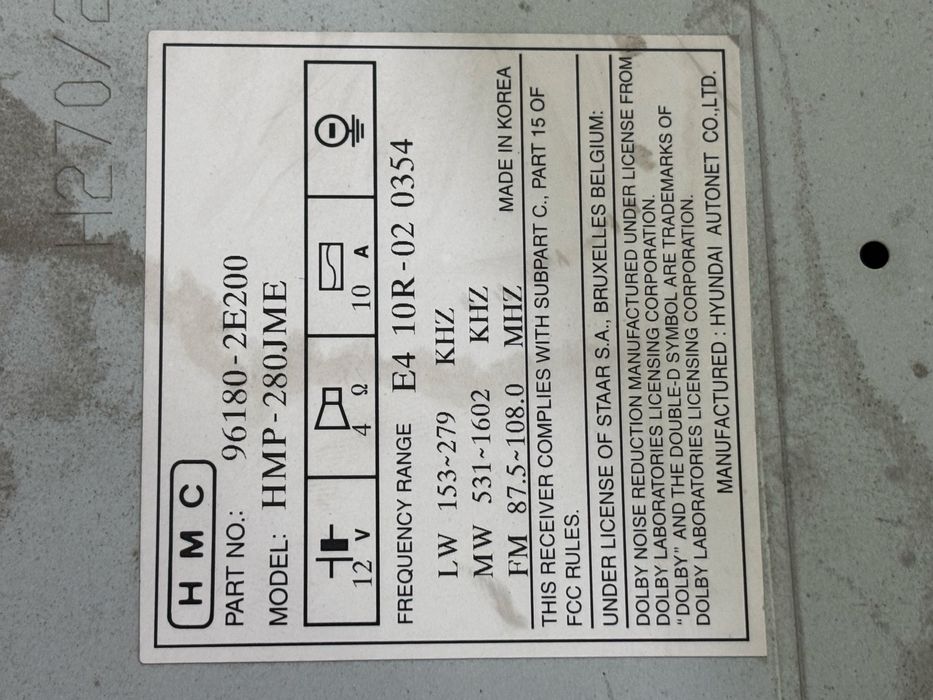 H M C
PART NO.: 96180-2E200
MODEL: HMP-280JME
12 V 4 Ω 10 A
FREQUENCY RANGE E4 10R-02 0354
LW 153~279 KHZ
MW 531~1602 KHZ
FM 87.5~108.0 MHZ MADE IN KOREA
THIS RECEIVER COMPLIES WITH SUBPART C., PART 15 OF
FCC RULES.
UNDER LICENSE OF STAAR S.A., BRUXELLES BELGIUM:
DOLBY NOISE REDUCTION MANUFACTURED UNDER LICENSE FROM
DOLBY LABORATORIES LICENSING CORPORATION.
"DOLBY" AND THE DOUBLE-D SYMBOL ARE TRADEMARKS OF
DOLBY LABORATORIES LICENSING CORPORATION.
MANUFACTURED : HYUNDAI AUTONET CO.,LTD.